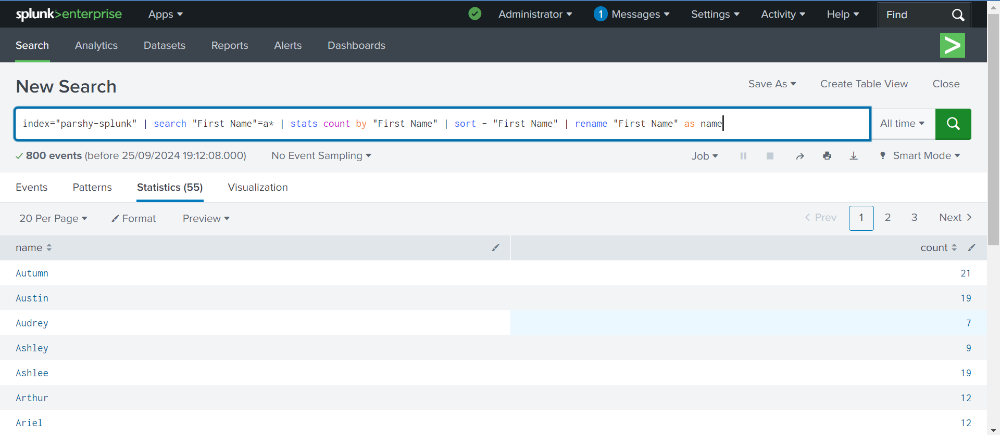 splunk>enterprise Apps Administrator 1 Messages Settings Activity Help Find
Search Analytics Datasets Reports Alerts Dashboards >
New Search Save As Create Table View Close
index="parshy-splunk" | search "First Name"=a* | stats count by "First Name" | sort - "First Name" | rename "First Name" as name All time
800 events (before 25/09/2024 19:12:08.000) No Event Sampling Job Smart Mode
Events Patterns Statistics (55) Visualization
20 Per Page Format Preview < Prev 1 2 3 Next >
name count
Autumn 21
Austin 19
Audrey 7
Ashley 9
Ashlee 19
Arthur 12
Ariel 12